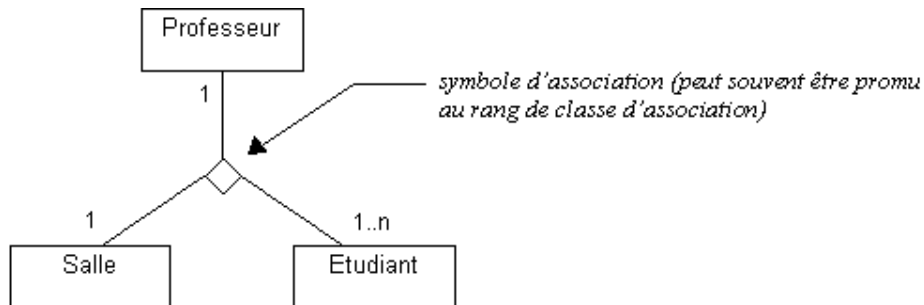 Professeur
1
symbole d'association (peut souvent être promu
au rang de classe d'association)
1
1..n
Salle
Etudiant